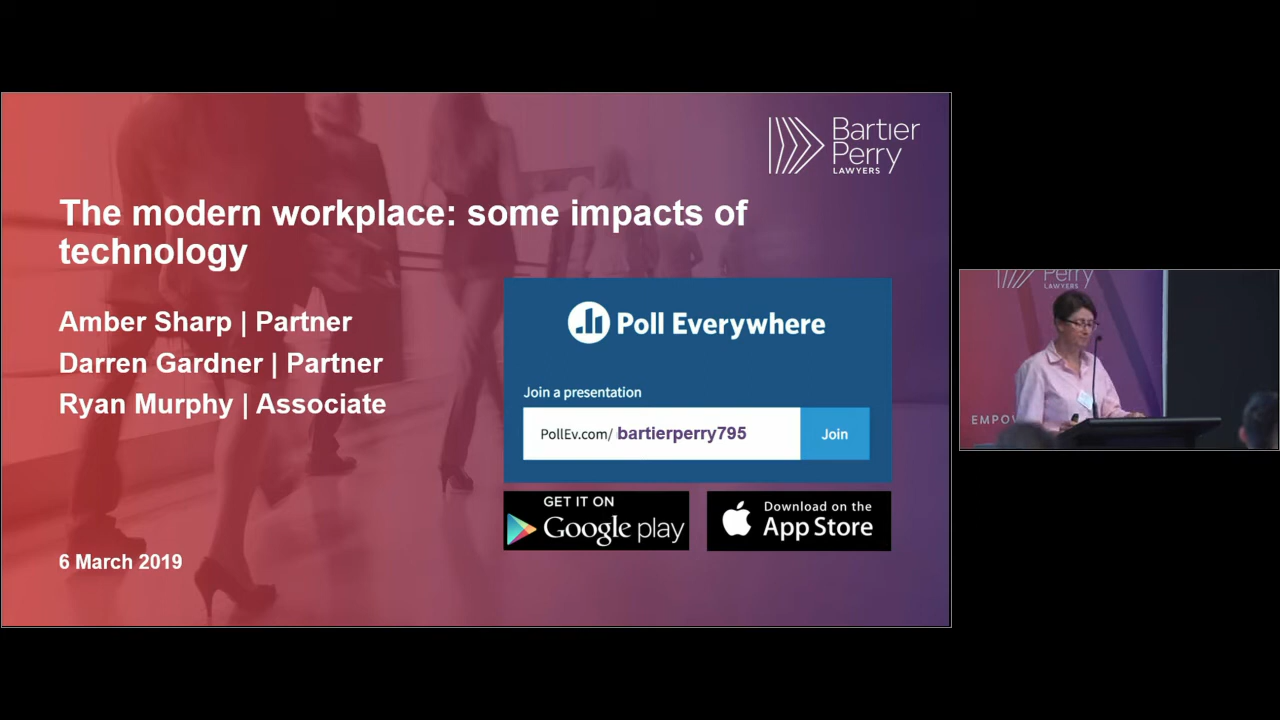 Bartier
Perry
LAWYERS
The modern workplace: some impacts of
technology
Amber Sharp | Partner
Darren Gardner | Partner
Ryan Murphy | Associate
6 March 2019
Poll Everywhere
Join a presentation
PollEv.com/ bartierperry795
Join
GET IT ON
Google play
Download on the
App Store
Perry
LAWYERS